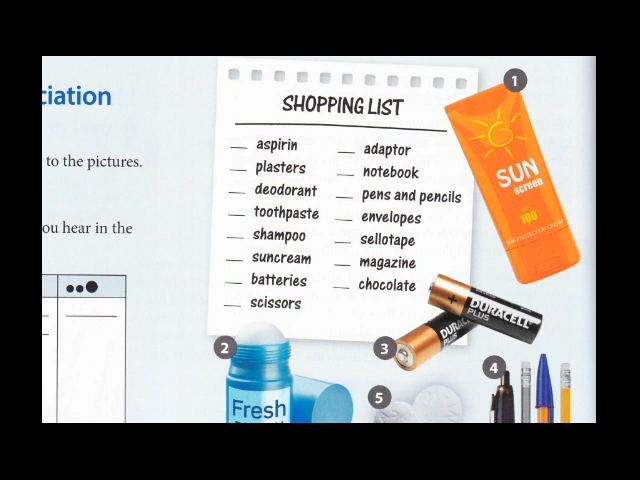 ciation
to the pictures.
ou hear in the
SHOPPING LIST
aspirin
plasters
deodorant
toothpaste
shampoo
suncream
batteries
scissors
adaptor
notebook
pens and pencils
envelopes
sellotape
magazine
chocolate
1
SUN
screen
100
2
Fresh
3
DURACELL
PLUS
DURAC
PLUS
4
5